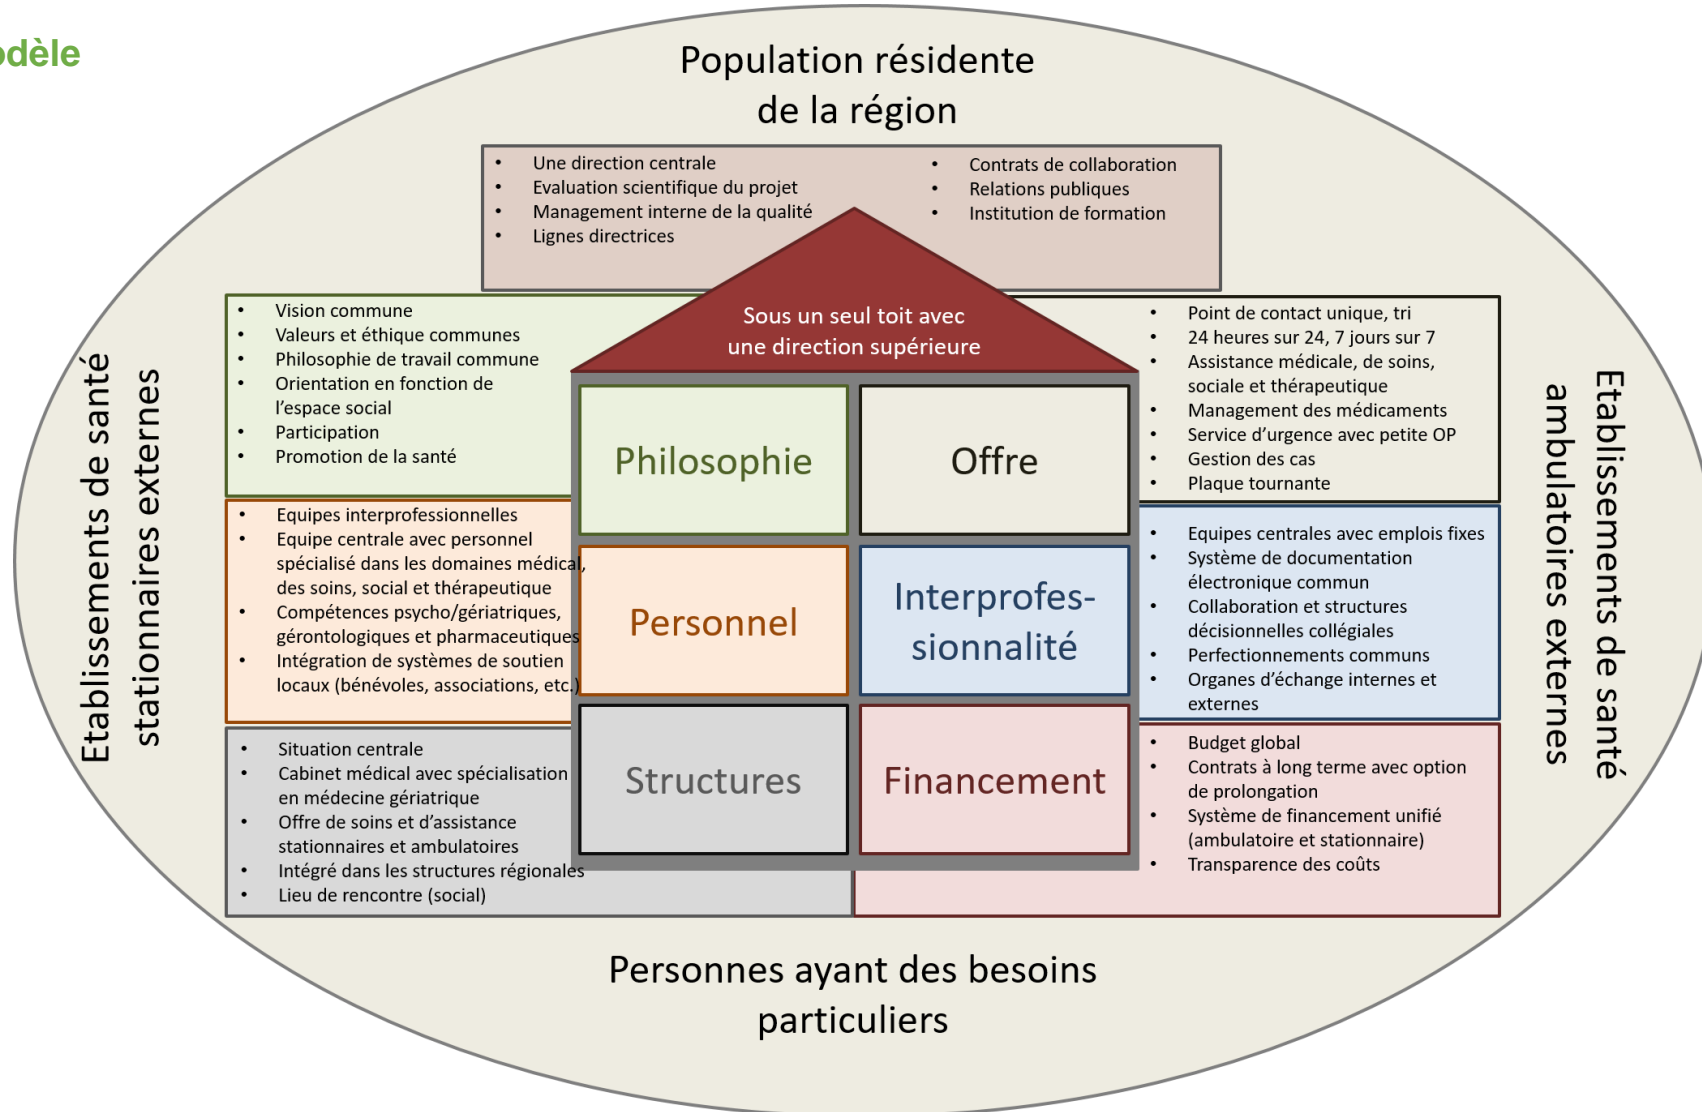 odèle
Population résidente
de la région
• Une direction centrale
• Evaluation scientifique du projet
• Management interne de la qualité
• Lignes directrices
• Contrats de collaboration
• Relations publiques
• Institution de formation
Sous un seul toit avec
une direction supérieure
• Vision commune
• Valeurs et éthique communes
• Philosophie de travail commune
• Orientation en fonction de
l’espace social
• Participation
• Promotion de la santé
Philosophie
Offre
• Point de contact unique, tri
• 24 heures sur 24, 7 jours sur 7
• Assistance médicale, de soins,
sociale et thérapeutique
• Management des médicaments
• Service d’urgence avec petite OP
• Gestion des cas
• Plaque tournante
Etablissements de santé
stationnaires externes
Etablissements de santé
ambulatoires externes
• Equipes interprofessionnelles
• Equipe centrale avec personnel
spécialisé dans les domaines médical,
des soins, social et thérapeutique
• Compétences psycho/gériatriques,
gérontologiques et pharmaceutiques
• Intégration de systèmes de soutien
locaux (bénévoles, associations, etc.)
Personnel
Interprofes-
sionnalité
• Equipes centrales avec emplois fixes
• Système de documentation
électronique commun
• Collaboration et structures
décisionnelles collégiales
• Perfectionnements communs
• Organes d’échange internes et
externes
• Situation centrale
• Cabinet médical avec spécialisation
en médecine gériatrique
• Offre de soins et d’assistance
stationnaires et ambulatoires
• Intégré dans les structures régionales
• Lieu de rencontre (social)
Structures
Financement
• Budget global
• Contrats à long terme avec option
de prolongation
• Système de financement unifié
(ambulatoire et stationnaire)
• Transparence des coûts
Personnes ayant des besoins
particuliers